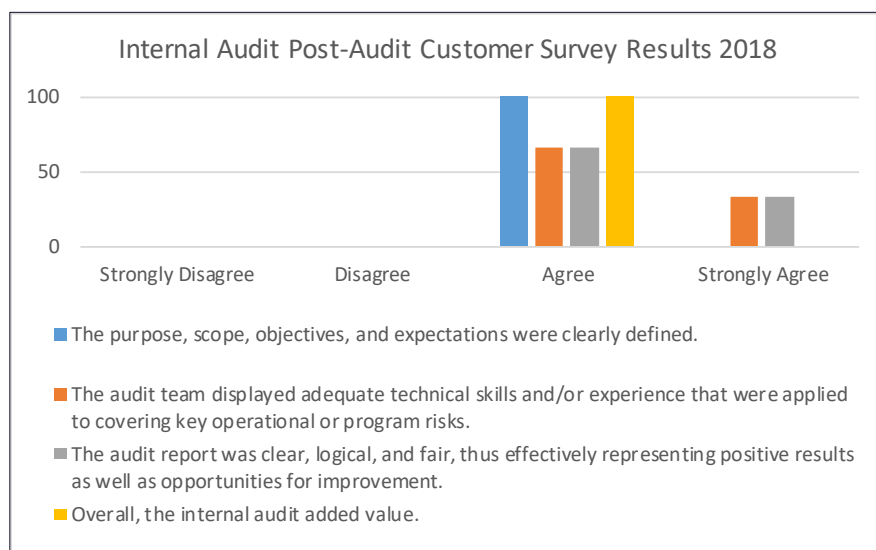 Internal Audit Post-Audit Customer Survey Results 2018
100
50
0
Strongly Disagree
Disagree
Agree
Strongly Agree
The purpose, scope, objectives, and expectations were clearly defined.
The audit team displayed adequate technical skills and/or experience that were applied
to covering key operational or program risks.
The audit report was clear, logical, and fair, thus effectively representing positive results
as well as opportunities for improvement.
Overall, the internal audit added value.